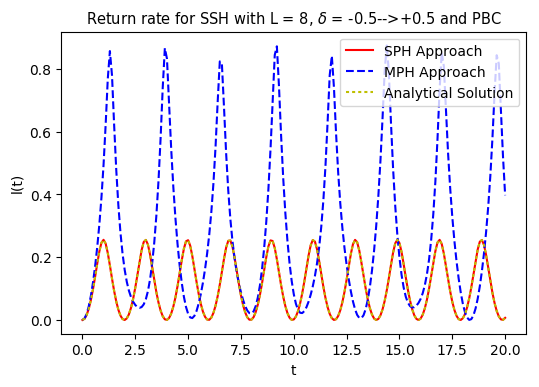 Return rate for SSH with L = 8, δ = -0.5-->+0.5 and PBC
SPH Approach
MPH Approach
Analytical Solution
l(t)
0.8
0.6
0.4
0.2
0.0
0.0 2.5 5.0 7.5 10.0 12.5 15.0 17.5 20.0
t